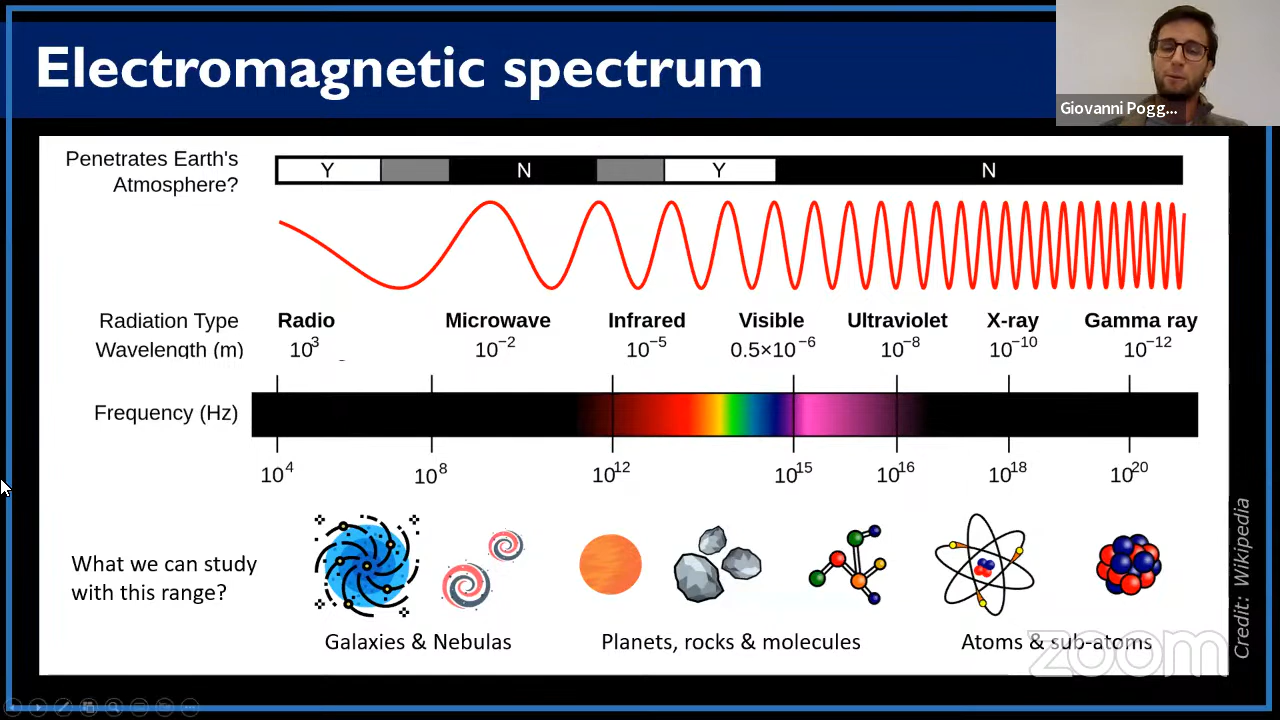 Electromagnetic spectrum
Giovanni Pogg...
Penetrates Earth's
Atmosphere?
Y N Y N
Radiation Type Radio Microwave Infrared Visible Ultraviolet X-ray Gamma ray
Wavelength (m) 10³ 10⁻² 10⁻⁵ 0.5×10⁻⁶ 10⁻⁸ 10⁻¹⁰ 10⁻¹²
Frequency (Hz)
10⁴ 10⁸ 10¹² 10¹⁵ 10¹⁶ 10¹⁸ 10²⁰
What we can study
with this range?
Galaxies & Nebulas Planets, rocks & molecules Atoms & sub-atoms
zoom
Credit: Wikipedia